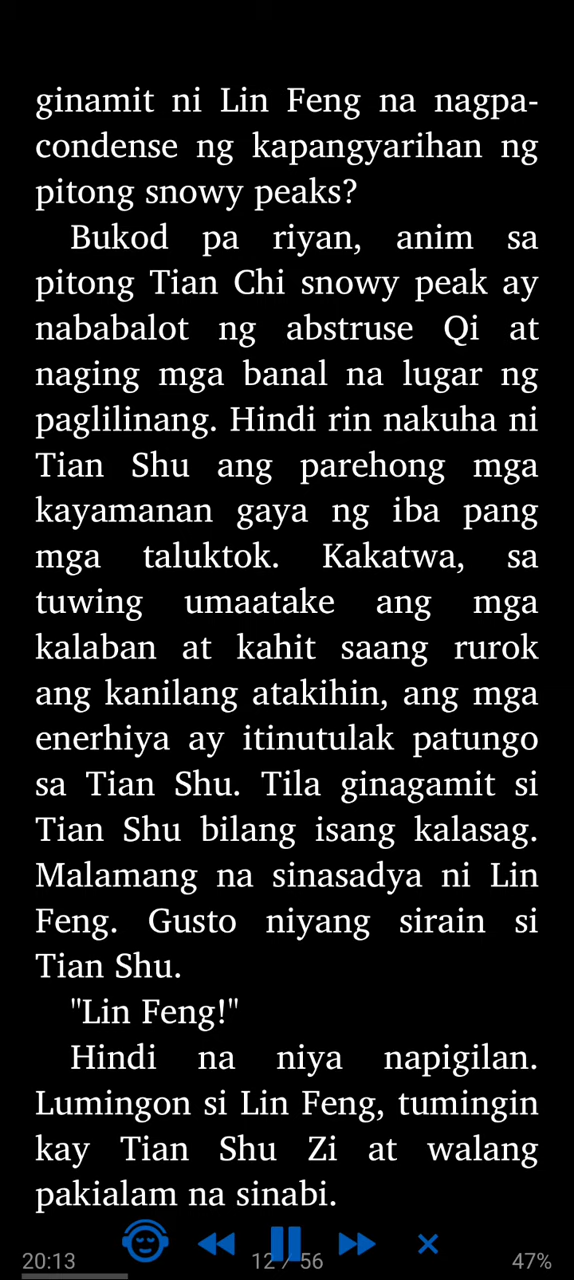 ginamit ni Lin Feng na nagpa-
condense ng kapangyarihan ng
pitong snowy peaks?
Bukod pa riyan, anim sa
pitong Tian Chi snowy peak ay
nababalot ng abstruse Qi at
naging mga banal na lugar ng
paglilinang. Hindi rin nakuha ni
Tian Shu ang parehong mga
kayamanan gaya ng iba pang
mga taluktok. Kakatwa, sa
tuwing umaatake ang mga
kalaban at kahit saang rurok
ang kanilang atakihin, ang mga
enerhiya ay itinutulak patungo
sa Tian Shu. Tila ginagamit si
Tian Shu bilang isang kalasag.
Malamang na sinasadya ni Lin
Feng. Gusto niyang sirain si
Tian Shu.
"Lin Feng!"
Hindi na niya napigilan.
Lumingon si Lin Feng, tumingin
kay Tian Shu Zi at walang
pakialam na sinabi.
20:13 12 / 56 47%